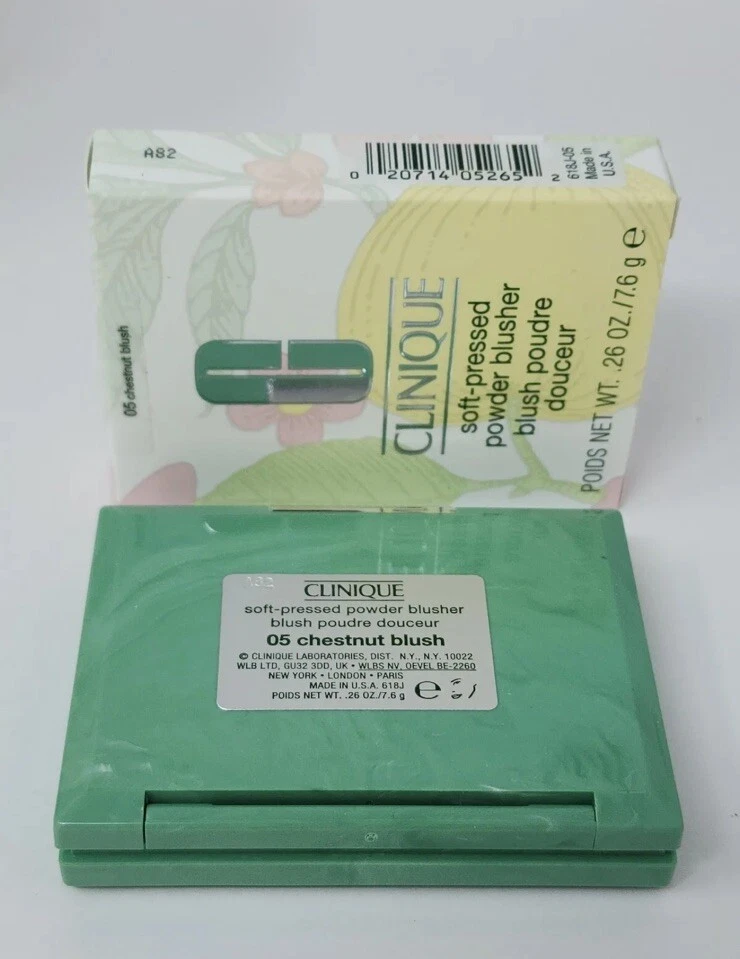 A82
0 20714 05265 2
618J-05
Made in
U.S.A.
05 chestnut blush
CLINIQUE
soft-pressed
powder blusher
blush poudre
douceur
POIDS NET WT. .26 OZ./7.6 g e
A82
CLINIQUE
soft-pressed powder blusher
blush poudre douceur
05 chestnut blush
© CLINIQUE LABORATORIES, DIST. N.Y., N.Y. 10022
WLB LTD, GU32 3DD, UK • WLBS NV, OEVEL BE-2260
NEW YORK • LONDON • PARIS
MADE IN U.S.A. 618J
POIDS NET WT. .26 OZ./7.6 g e